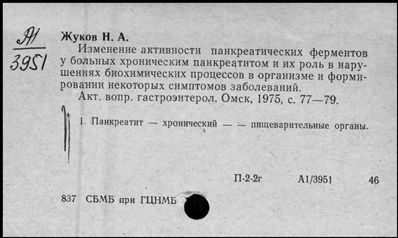 А1
3951
Жуков Н. А.
Изменение активности панкреатических ферментов
у больных хроническим панкреатитом и их роль в нару-
шениях биохимических процессов в организме и форми-
ровании некоторых симптомов заболеваний.
Акт. вопр. гастроэнтерол. Омск, 1975, с. 77—79.
1. Панкреатит — хронический — — пищеварительные органы.
П-2-2г А1/3951 46
837 СБМБ при ГЦНМБ